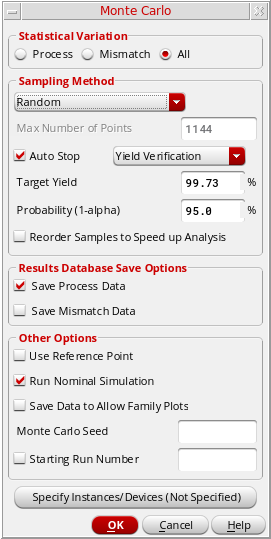 Monte Carlo
Statistical Variation
Process Mismatch All
Sampling Method
Random
Max Number of Points 1144
Auto Stop Yield Verification
Target Yield 99.73 %
Probability (1-alpha) 95.0 %
Reorder Samples to Speed up Analysis
Results Database Save Options
Save Process Data
Save Mismatch Data
Other Options
Use Reference Point
Run Nominal Simulation
Save Data to Allow Family Plots
Monte Carlo Seed
Starting Run Number
Specify Instances/Devices (Not Specified)
OK Cancel Help